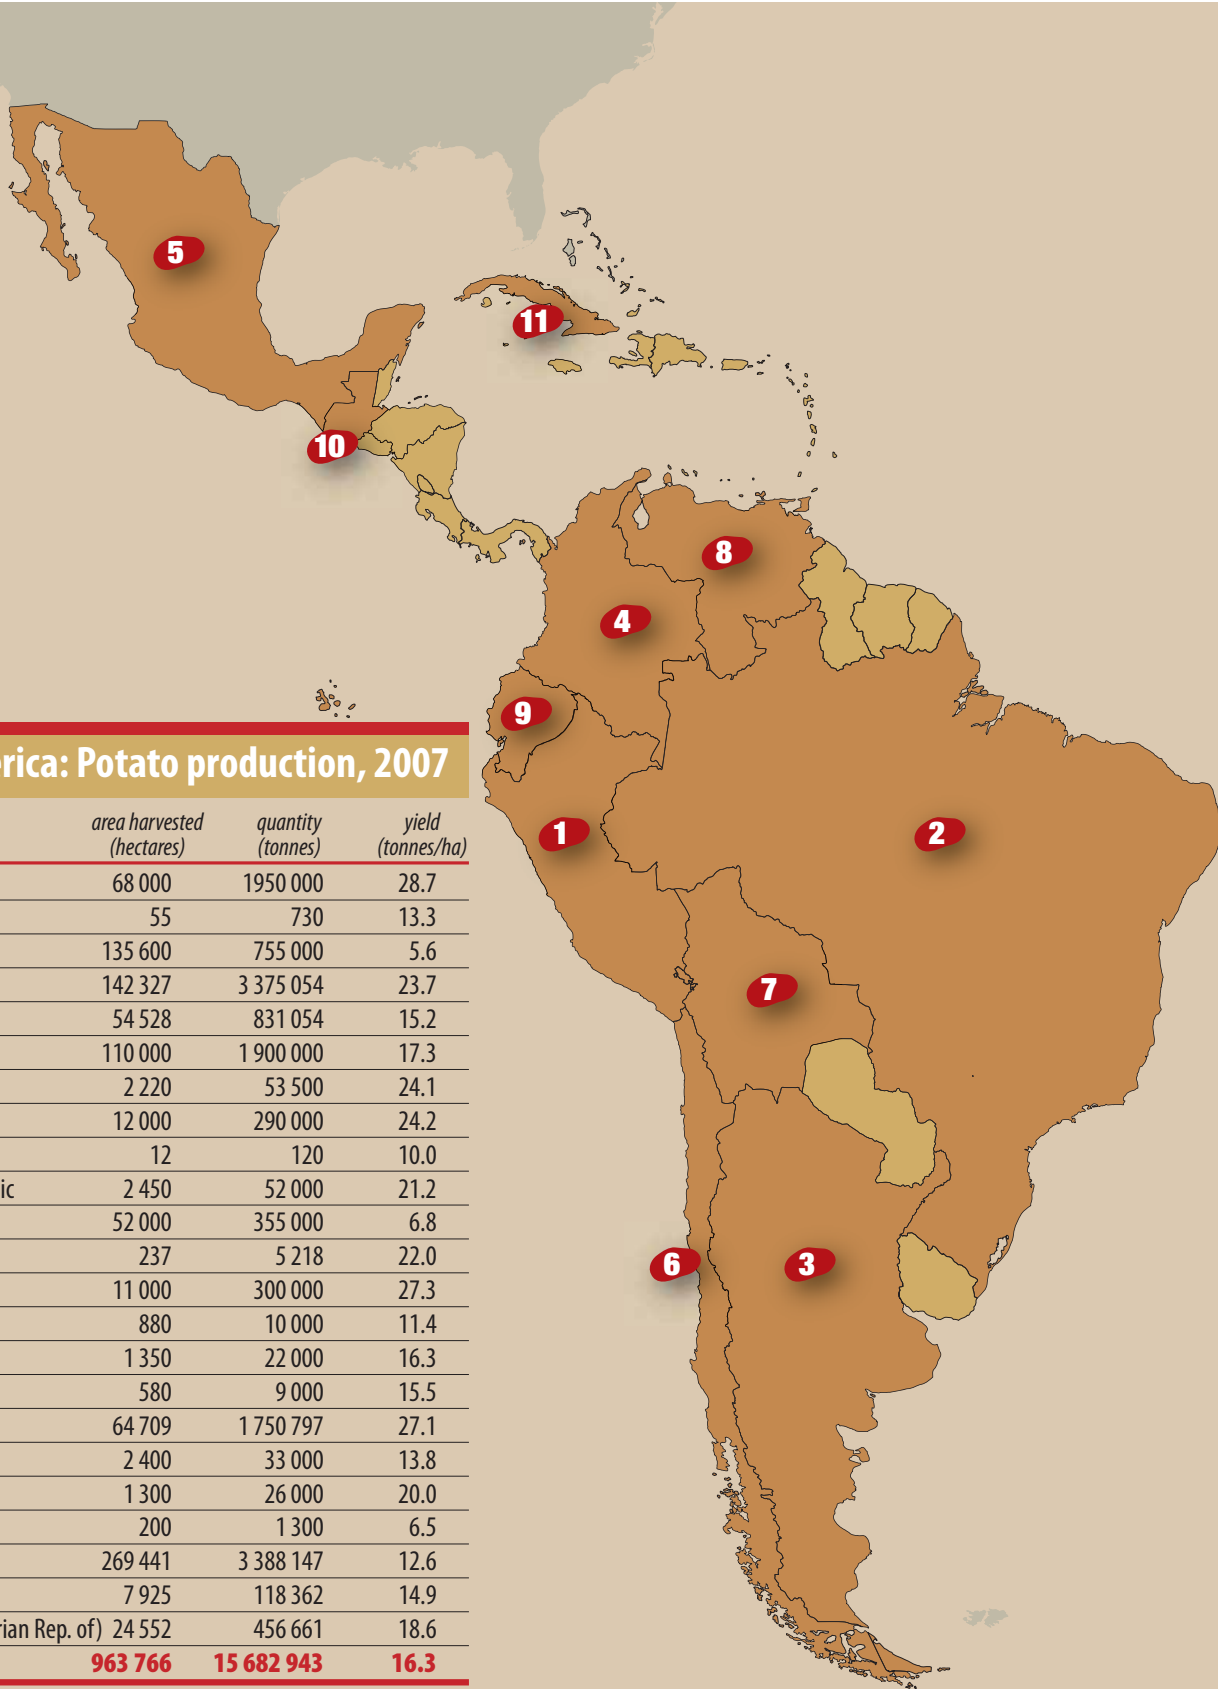 5
11
10
8
4
9
1
2
7
6
3
erica: Potato production, 2007
area harvested (hectares) quantity (tonnes) yield (tonnes/ha)
68 000 1950 000 28.7
55 730 13.3
135 600 755 000 5.6
142 327 3 375 054 23.7
54 528 831 054 15.2
110 000 1 900 000 17.3
2 220 53 500 24.1
12 000 290 000 24.2
12 120 10.0
ic 2 450 52 000 21.2
52 000 355 000 6.8
237 5 218 22.0
11 000 300 000 27.3
880 10 000 11.4
1 350 22 000 16.3
580 9 000 15.5
64 709 1 750 797 27.1
2 400 33 000 13.8
1 300 26 000 20.0
200 1 300 6.5
269 441 3 388 147 12.6
7 925 118 362 14.9
rian Rep. of) 24 552 456 661 18.6
963 766 15 682 943 16.3